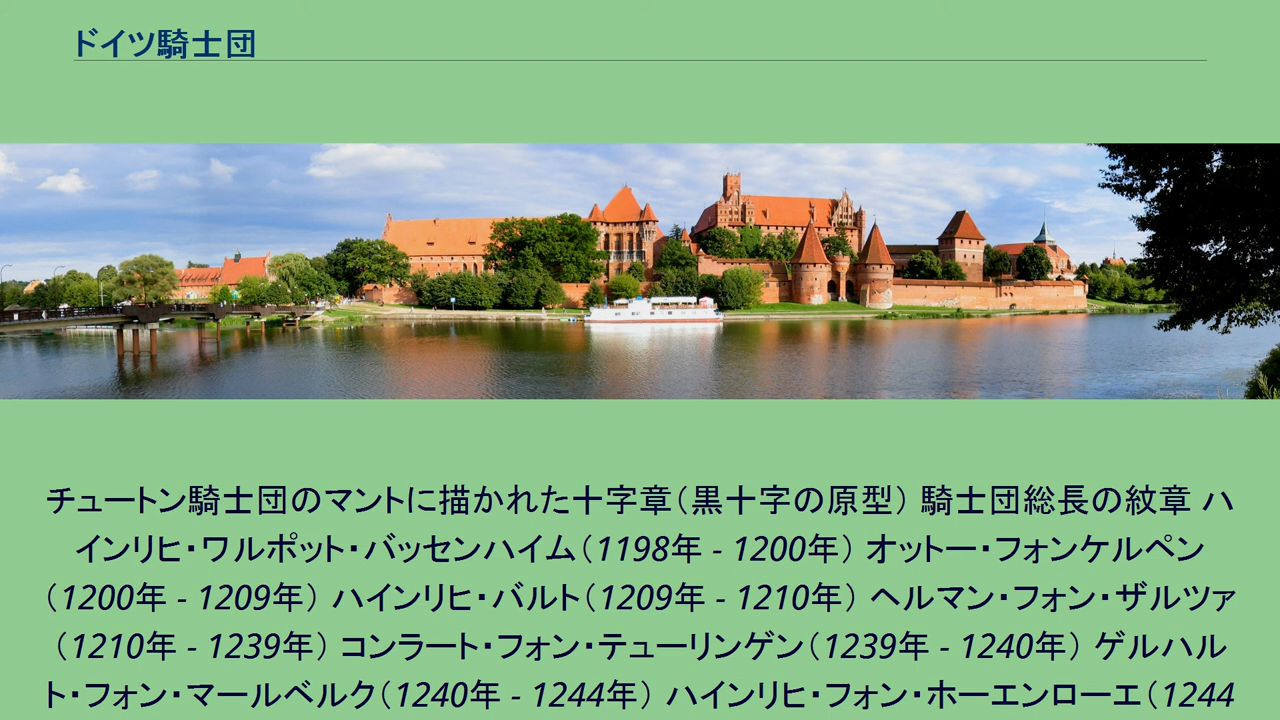 ドイツ騎士団
チュートン騎士団のマントに描かれた十字章（黒十字の原型） 騎士団総長の紋章 ハ
インリヒ・ワルポット・バッセンハイム（1198年 - 1200年） オットー・フォンケルペン
（1200年 - 1209年） ハインリヒ・バルト（1209年 - 1210年） ヘルマン・フォン・ザルツァ
（1210年 - 1239年） コンラート・フォン・テューリンゲン（1239年 - 1240年） ゲルハル
ト・フォン・マールベルク（1240年 - 1244年） ハインリヒ・フォン・ホーエンローエ（1244